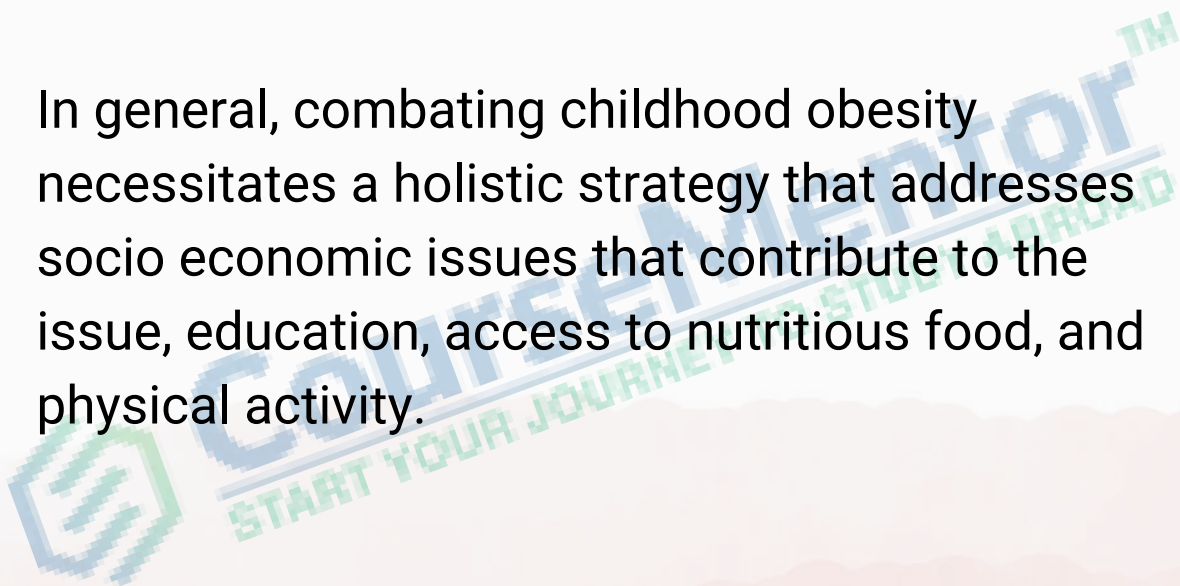 In general, combating childhood obesity
necessitates a holistic strategy that addresses
socio economic issues that contribute to the
issue, education, access to nutritious food, and
physical activity.
CourseMentor™
START YOUR JOURNEY TO STUDY ABROAD